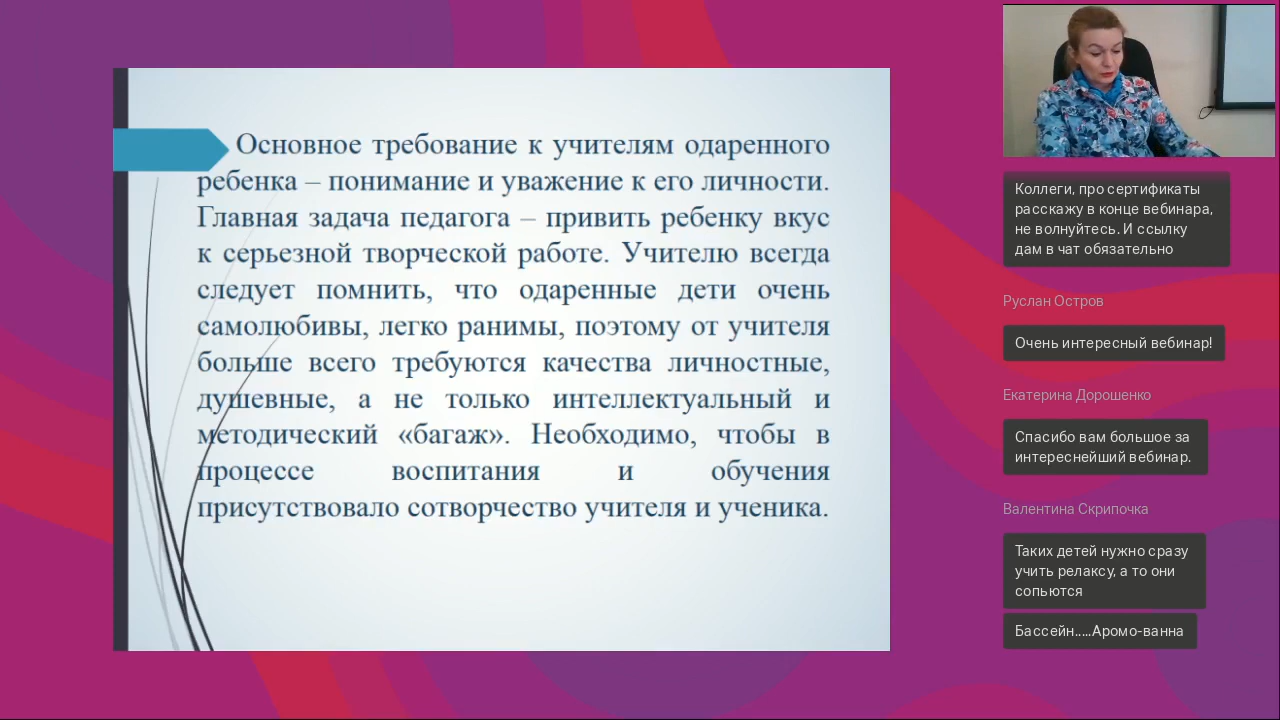 Основное требование к учителям одаренного
ребенка – понимание и уважение к его личности.
Главная задача педагога – привить ребенку вкус
к серьезной творческой работе. Учителю всегда
следует помнить, что одаренные дети очень
самолюбивы, легко ранимы, поэтому от учителя
больше всего требуются качества личностные,
душевные, а не только интеллектуальный и
методический «багаж». Необходимо, чтобы в
процессе воспитания и обучения
присутствовало сотворчество учителя и ученика.
Коллеги, про сертификаты
расскажу в конце вебинара,
не волнуйтесь. И ссылку
дам в чат обязательно
Руслан Остров
Очень интересный вебинар!
Екатерина Дорошенко
Спасибо вам большое за
интереснейший вебинар.
Валентина Скрипочка
Таких детей нужно сразу
учить релаксу, а то они
сопьются
Бассейн.....Аромо-ванна